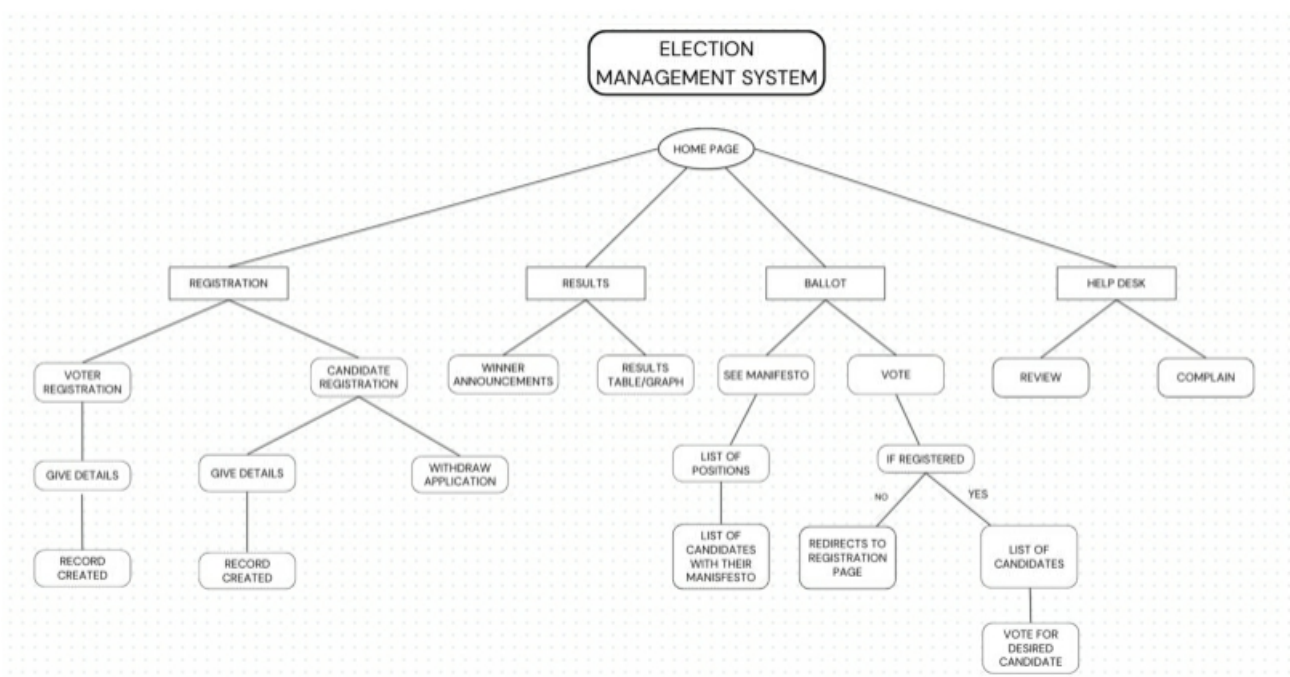 ELECTION
MANAGEMENT SYSTEM
HOME PAGE
REGISTRATION
RESULTS
BALLOT
HELP DESK
VOTER
REGISTRATION
CANDIDATE
REGISTRATION
WINNER
ANNOUNCEMENTS
RESULTS
TABLE/GRAPH
SEE MANIFESTO
VOTE
REVIEW
COMPLAIN
GIVE DETAILS
GIVE DETAILS
WITHDRAW
APPLICATION
LIST OF
POSITIONS
IF REGISTERED
NO
YES
RECORD
CREATED
RECORD
CREATED
LIST OF
CANDIDATES
WITH THEIR
MANISFESTO
REDIRECTS TO
REGISTRATION
PAGE
LIST OF
CANDIDATES
VOTE FOR
DESIRED
CANDIDATE